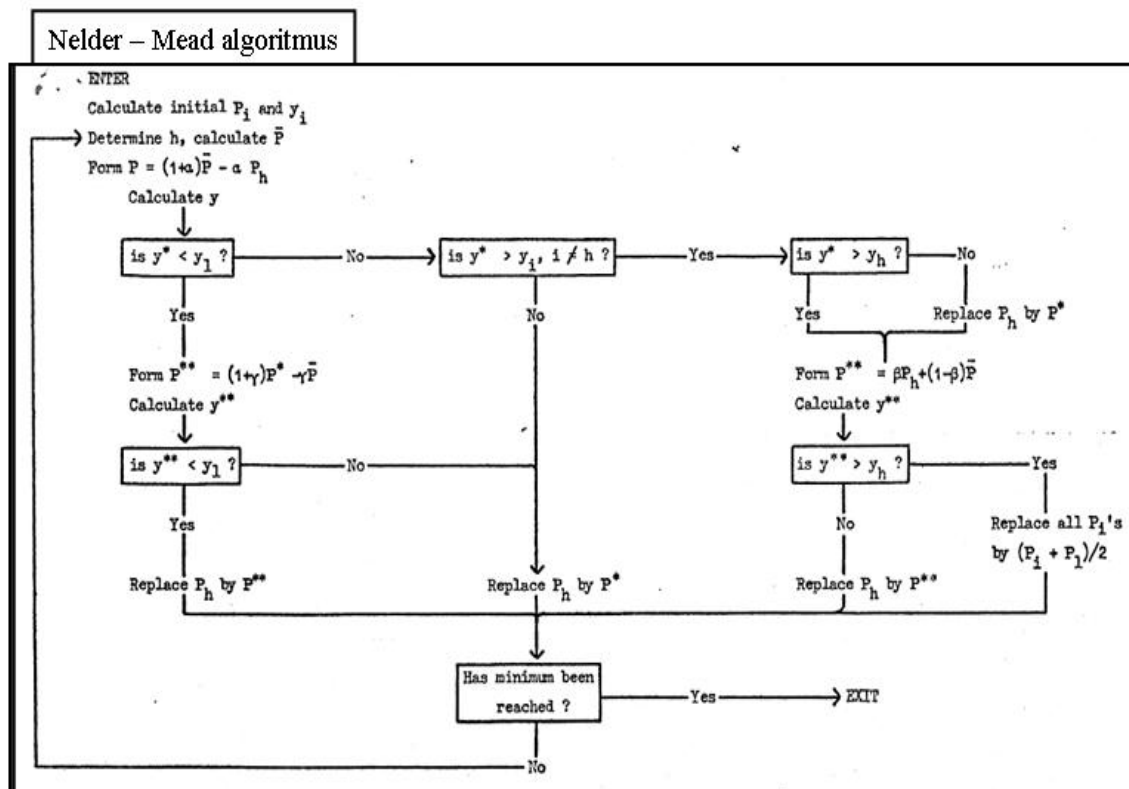 Nelder – Mead algoritmus
ENTER
Calculate initial P_i and y_i
Determine h, calculate P̄
Form P = (1+α)P̄ - α P_h
Calculate y
is y* < y_l ?
No
is y* > y_i, i ≠ h ?
Yes
is y* > y_h ?
No
Yes
No
Yes
Replace P_h by P*
Form P** = (1+γ)P* -γP̄
Form P** = βP_h+(1-β)P̄
Calculate y**
Calculate y**
is y** < y_l ?
No
is y** > y_h ?
Yes
Yes
No
Replace all P_i's
by (P_i + P_l)/2
Replace P_h by P**
Replace P_h by P*
Replace P_h by P**
Has minimum been
reached ?
Yes
EXIT
No